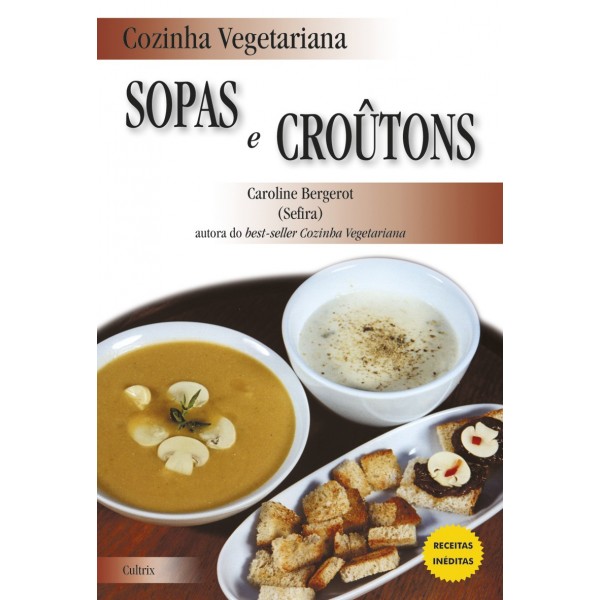 Cozinha Vegetariana
SOPAS
e CROÛTONS
Caroline Bergerot
(Sefira)
autora do best-seller Cozinha Vegetariana
RECEITAS
INÉDITAS
Cultrix